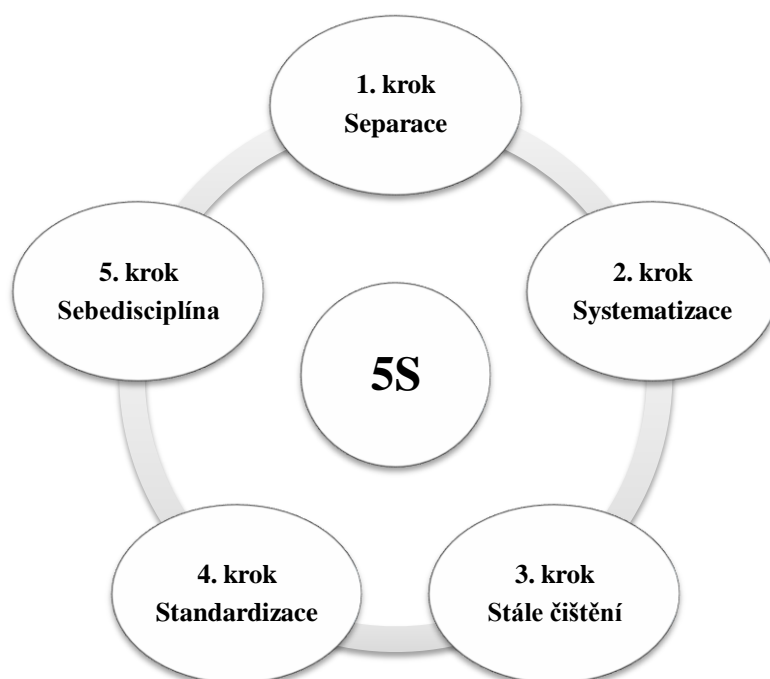 1. krok
Separace
2. krok
Systematizace
3. krok
Stále čištění
4. krok
Standardizace
5. krok
Sebedisciplína
5S